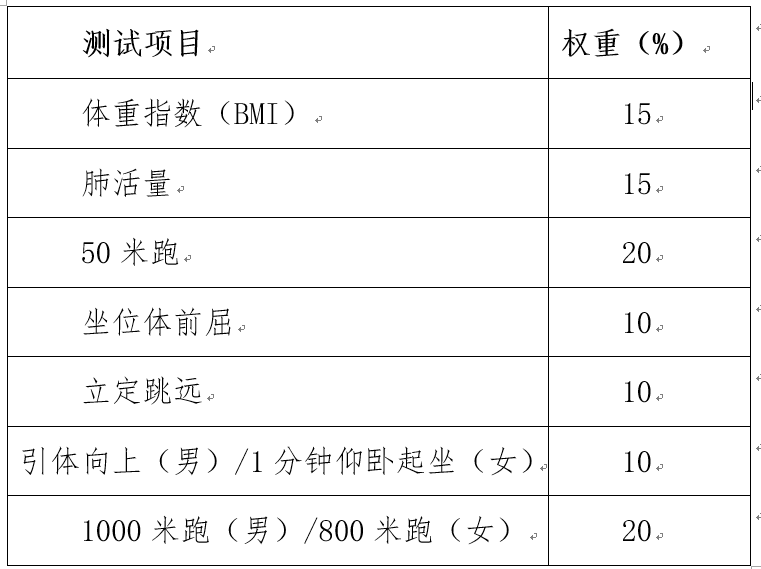 测试项目 权重（%）
体重指数（BMI） 15
肺活量 15
50 米跑 20
坐位体前屈 10
立定跳远 10
引体向上（男）/1 分钟仰卧起坐（女） 10
1000 米跑（男）/800 米跑（女） 20